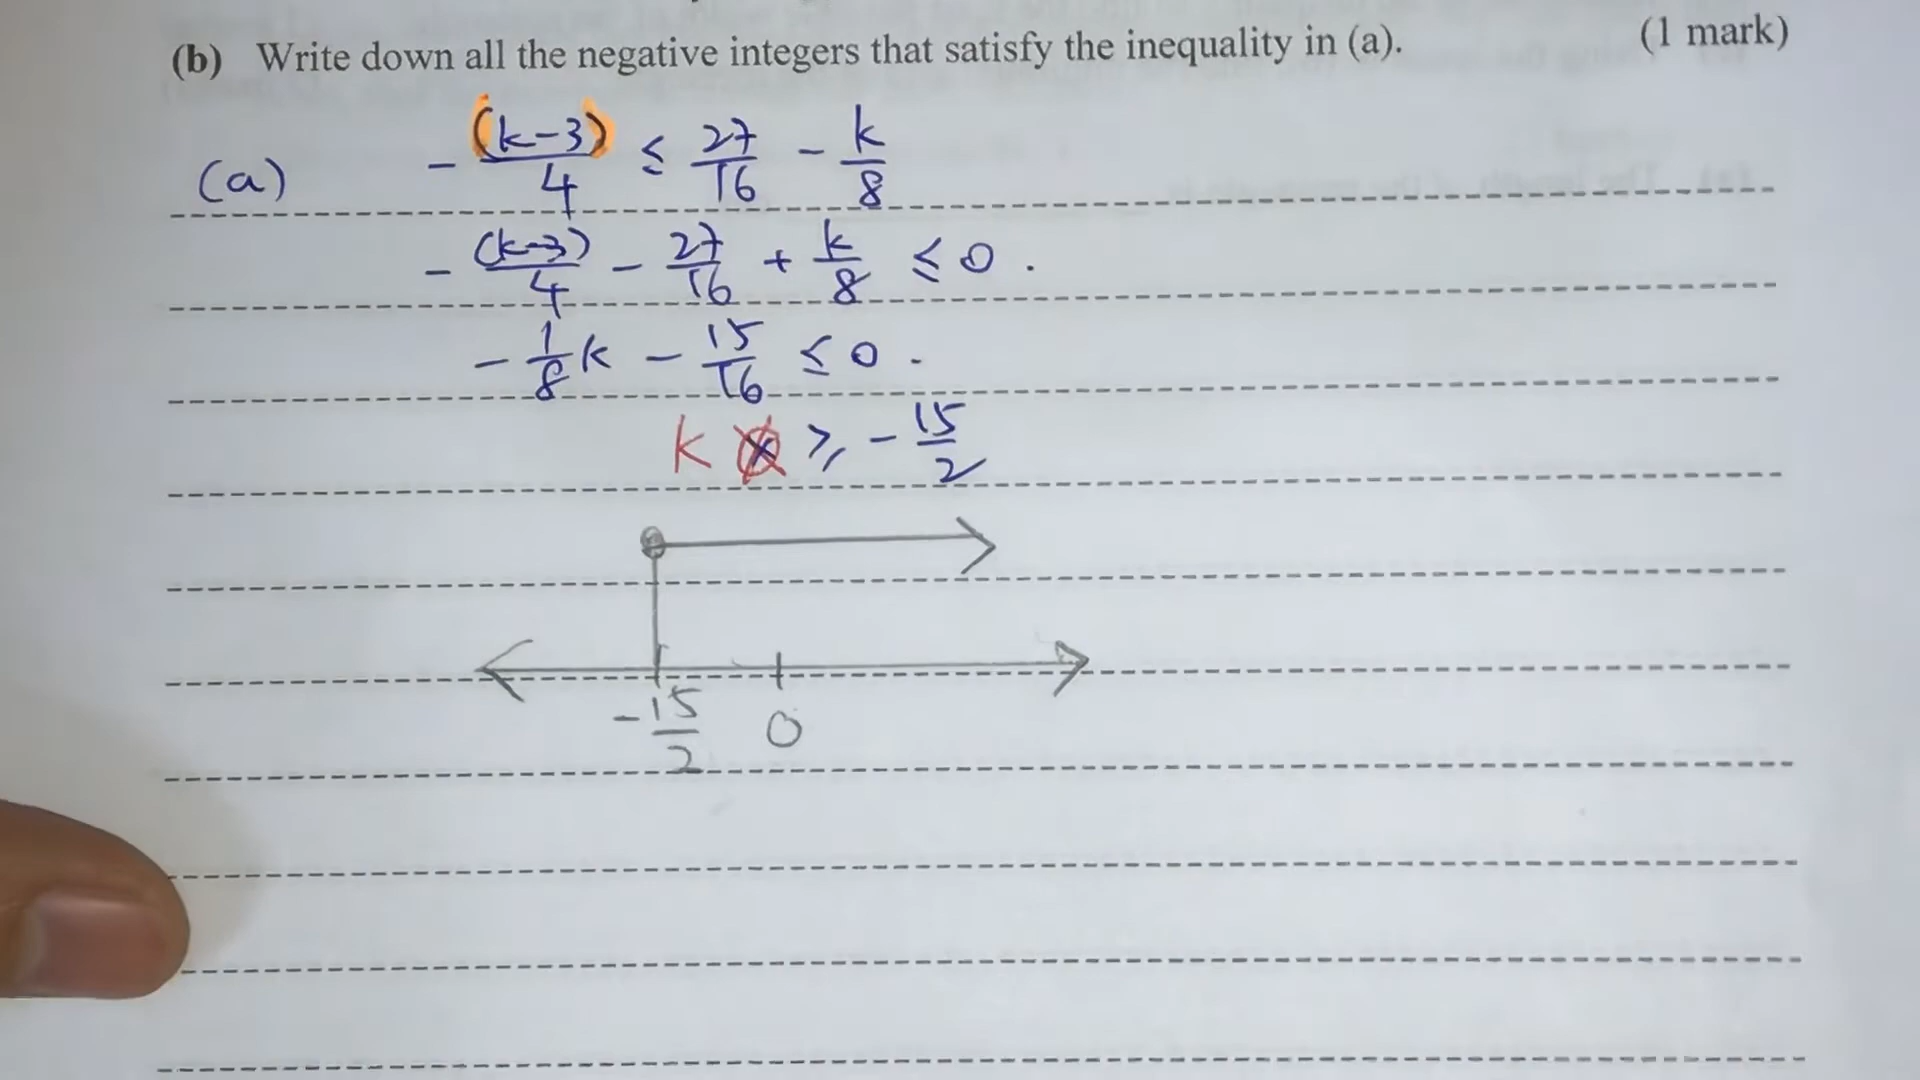 (b) Write down all the negative integers that satisfy the inequality in (a). (1 mark)
(a) -(k-3)/4 ≤ 27/16 - k/8
-(k-3)/4 - 27/16 + k/8 ≤ 0.
-1/8 k - 15/16 ≤ 0.
k ≥ -15/2
-15/2 0